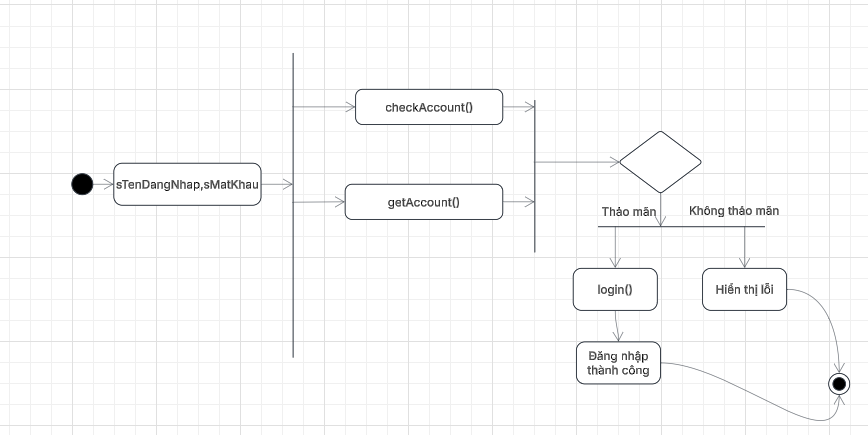 checkAccount()
sTenDangNhap,sMatKhau
getAccount()
Thảo mãn
Không thảo mãn
login()
Hiển thị lỗi
Đăng nhập
thành công